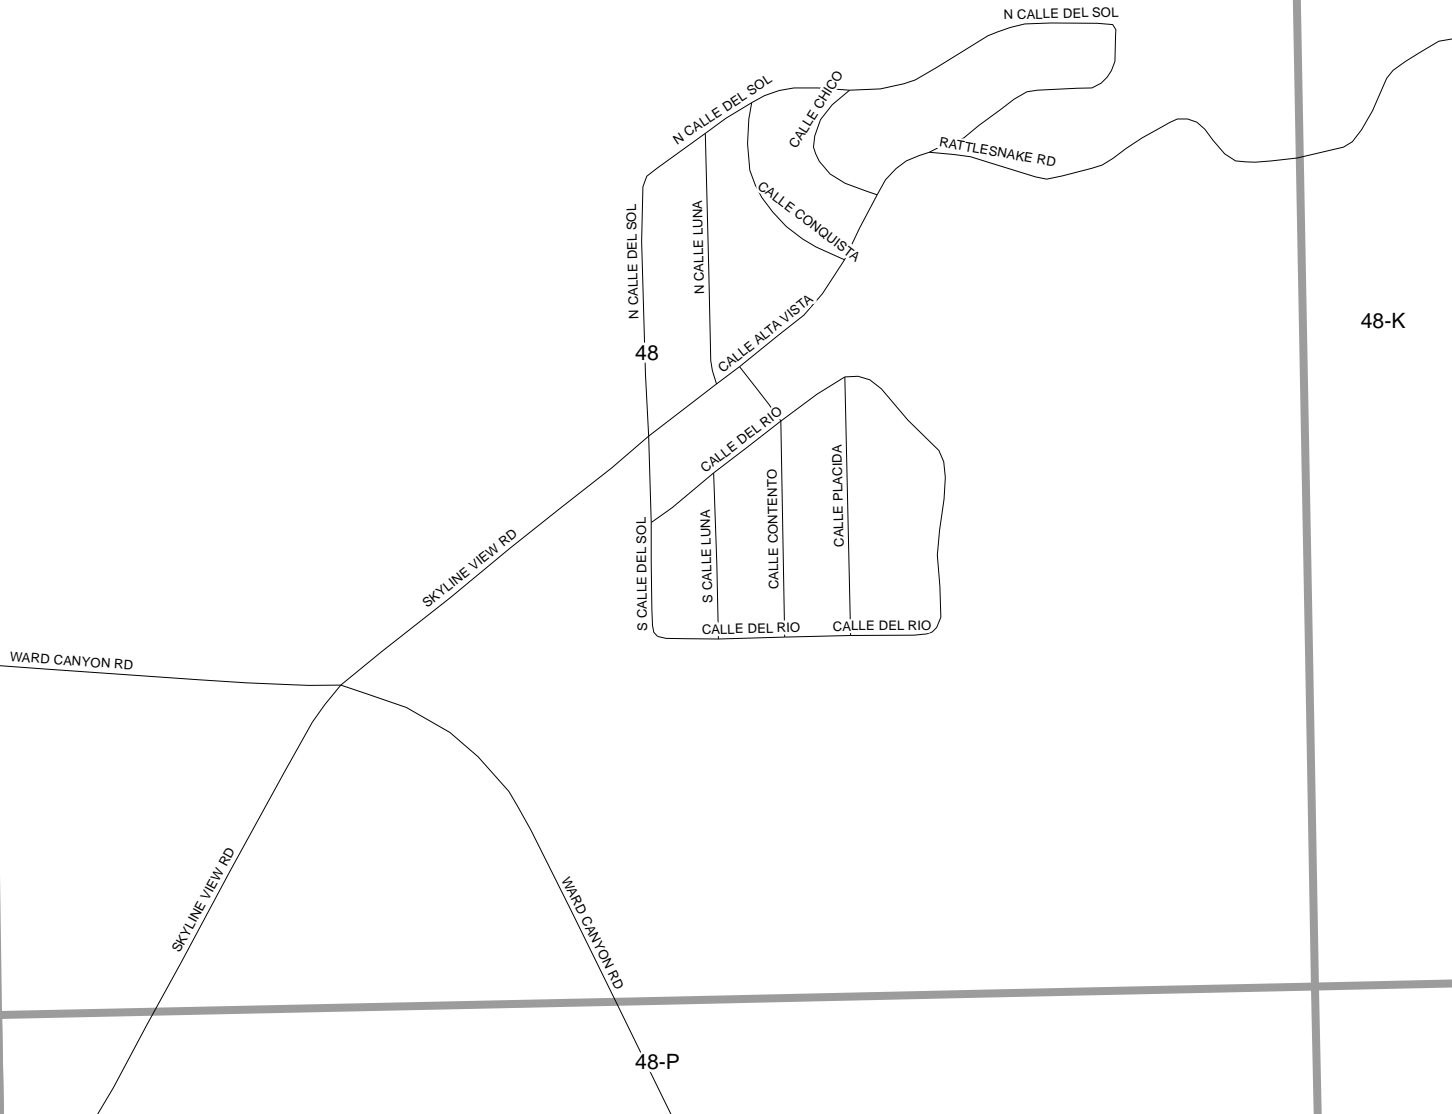 N CALLE DEL SOL
N CALLE DEL SOL
CALLE CHICO
RATTLESNAKE RD
CALLE CONQUISTA
N CALLE DEL SOL
N CALLE LUNA
CALLE ALTA VISTA
48-K
48
CALLE DEL RIO
CALLE PLACIDA
CALLE CONTENTO
S CALLE LUNA
S CALLE DEL SOL
SKYLINE VIEW RD
CALLE DEL RIO
CALLE DEL RIO
WARD CANYON RD
SKYLINE VIEW RD
WARD CANYON RD
48-P